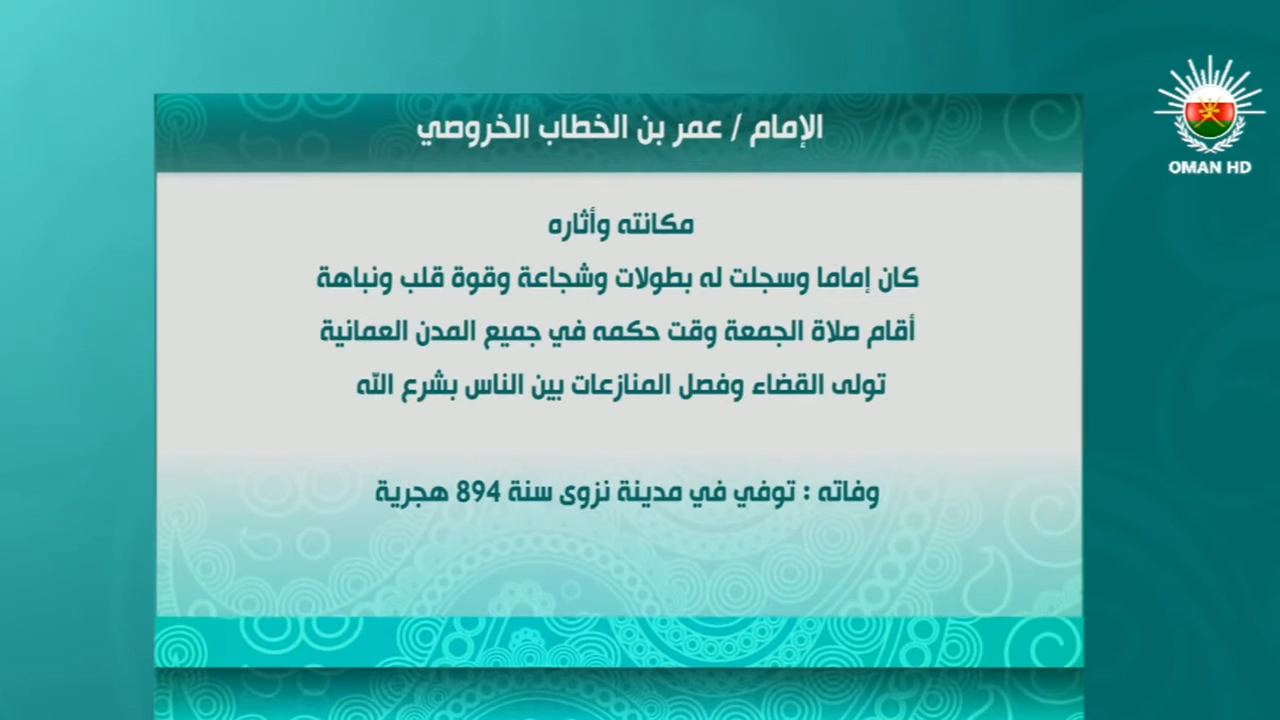 الإمام / عمر بن الخطاب الخروصي
OMAN HD
مكانته وأثاره
كان إماما وسجلت له بطولات وشجاعة وقوة قلب ونباهة
أقام صلاة الجمعة وقت حكمه في جميع المدن العمانية
تولى القضاء وفصل المنازعات بين الناس بشرع الله
وفاته : توفي في مدينة نزوى سنة 894 هجرية